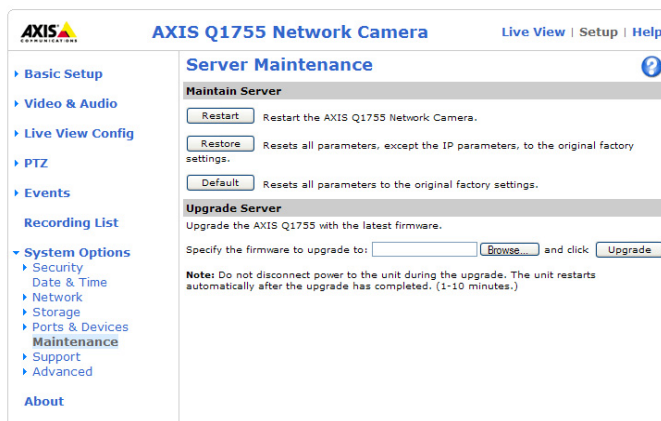 AXIS
COMMUNICATIONS
AXIS Q1755 Network Camera
Live View | Setup | Help
Basic Setup
Video & Audio
Live View Config
PTZ
Events
Recording List
System Options
Security
Date & Time
Network
Storage
Ports & Devices
Maintenance
Support
Advanced
About
Server Maintenance
?
Maintain Server
Restart Restart the AXIS Q1755 Network Camera.
Restore Resets all parameters, except the IP parameters, to the original factory
settings.
Default Resets all parameters to the original factory settings.
Upgrade Server
Upgrade the AXIS Q1755 with the latest firmware.
Specify the firmware to upgrade to: Browse... and click Upgrade
Note: Do not disconnect power to the unit during the upgrade. The unit restarts
automatically after the upgrade has completed. (1-10 minutes.)